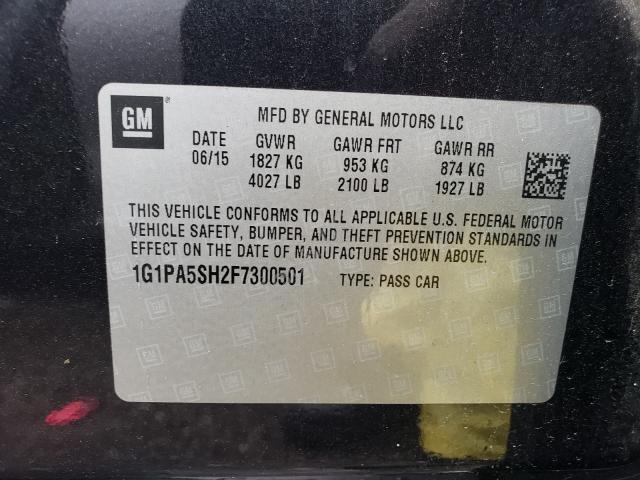 GM
MFD BY GENERAL MOTORS LLC
DATE GVWR GAWR FRT GAWR RR
06/15 1827 KG 953 KG 874 KG
4027 LB 2100 LB 1927 LB
THIS VEHICLE CONFORMS TO ALL APPLICABLE U.S. FEDERAL MOTOR
VEHICLE SAFETY, BUMPER, AND THEFT PREVENTION STANDARDS IN
EFFECT ON THE DATE OF MANUFACTURE SHOWN ABOVE.
1G1PA5SH2F7300501 TYPE: PASS CAR